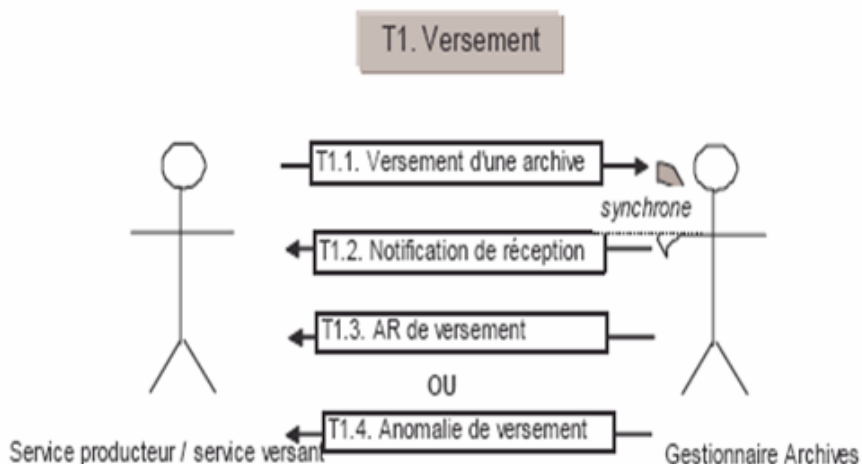 T1. Versement
T1.1. Versement d'une archive
synchrone
T1.2. Notification de réception
T1.3. AR de versement
OU
T1.4. Anomalie de versement
Service producteur / service versant
Gestionnaire Archives